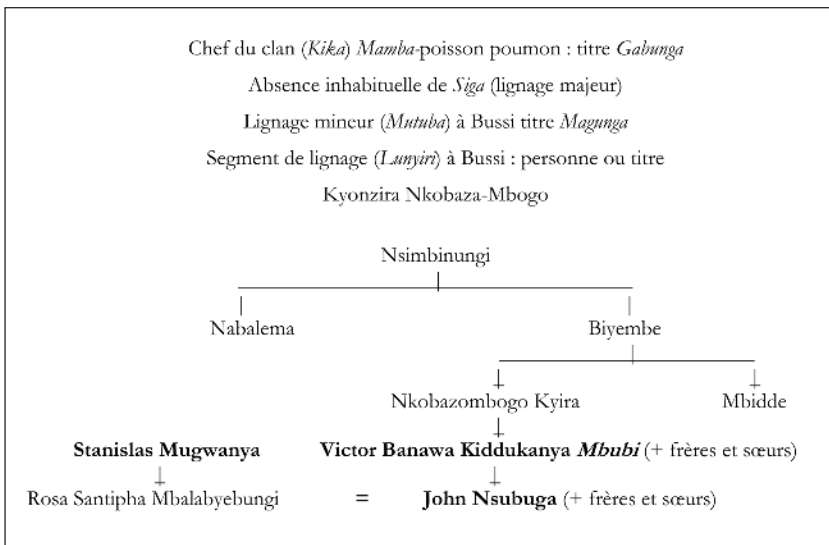 Chef du clan (Kika) Mamba-poisson poumon : titre Gabunga
Absence inhabituelle de Siga (lignage majeur)
Lignage mineur (Mutuba) à Bussi titre Magunga
Segment de lignage (Lunyiri) à Bussi : personne ou titre
Kyonzira Nkobaza-Mbogo
Nsimbinungi
Nabalema Biyembe
Nkobazombogo Kyira Mbidde
Stanislas Mugwanya Victor Banawa Kiddukanya Mbubi (+ frères et sœurs)
Rosa Santipha Mbalabyebungi = John Nsubuga (+ frères et sœurs)